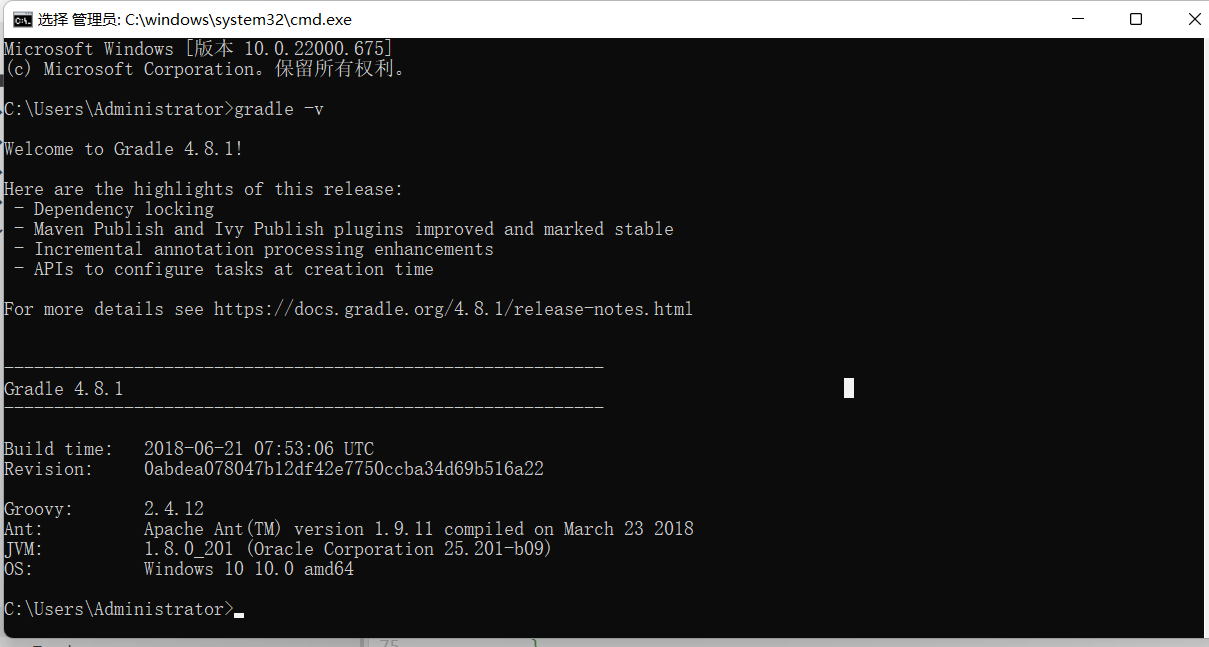 选择 管理员: C:\windows\system32\cmd.exe
Microsoft Windows [版本 10.0.22000.675]
(c) Microsoft Corporation。保留所有权利。
C:\Users\Administrator>gradle -v
Welcome to Gradle 4.8.1!
Here are the highlights of this release:
- Dependency locking
- Maven Publish and Ivy Publish plugins improved and marked stable
- Incremental annotation processing enhancements
- APIs to configure tasks at creation time
For more details see https://docs.gradle.org/4.8.1/release-notes.html
------------------------------------------------------------
Gradle 4.8.1
------------------------------------------------------------
Build time:   2018-06-21 07:53:06 UTC
Revision:     0abdea078047b12df42e7750ccba34d69b516a22
Groovy:       2.4.12
Ant:          Apache Ant(TM) version 1.9.11 compiled on March 23 2018
JVM:          1.8.0_201 (Oracle Corporation 25.201-b09)
OS:           Windows 10 10.0 amd64
C:\Users\Administrator>
75